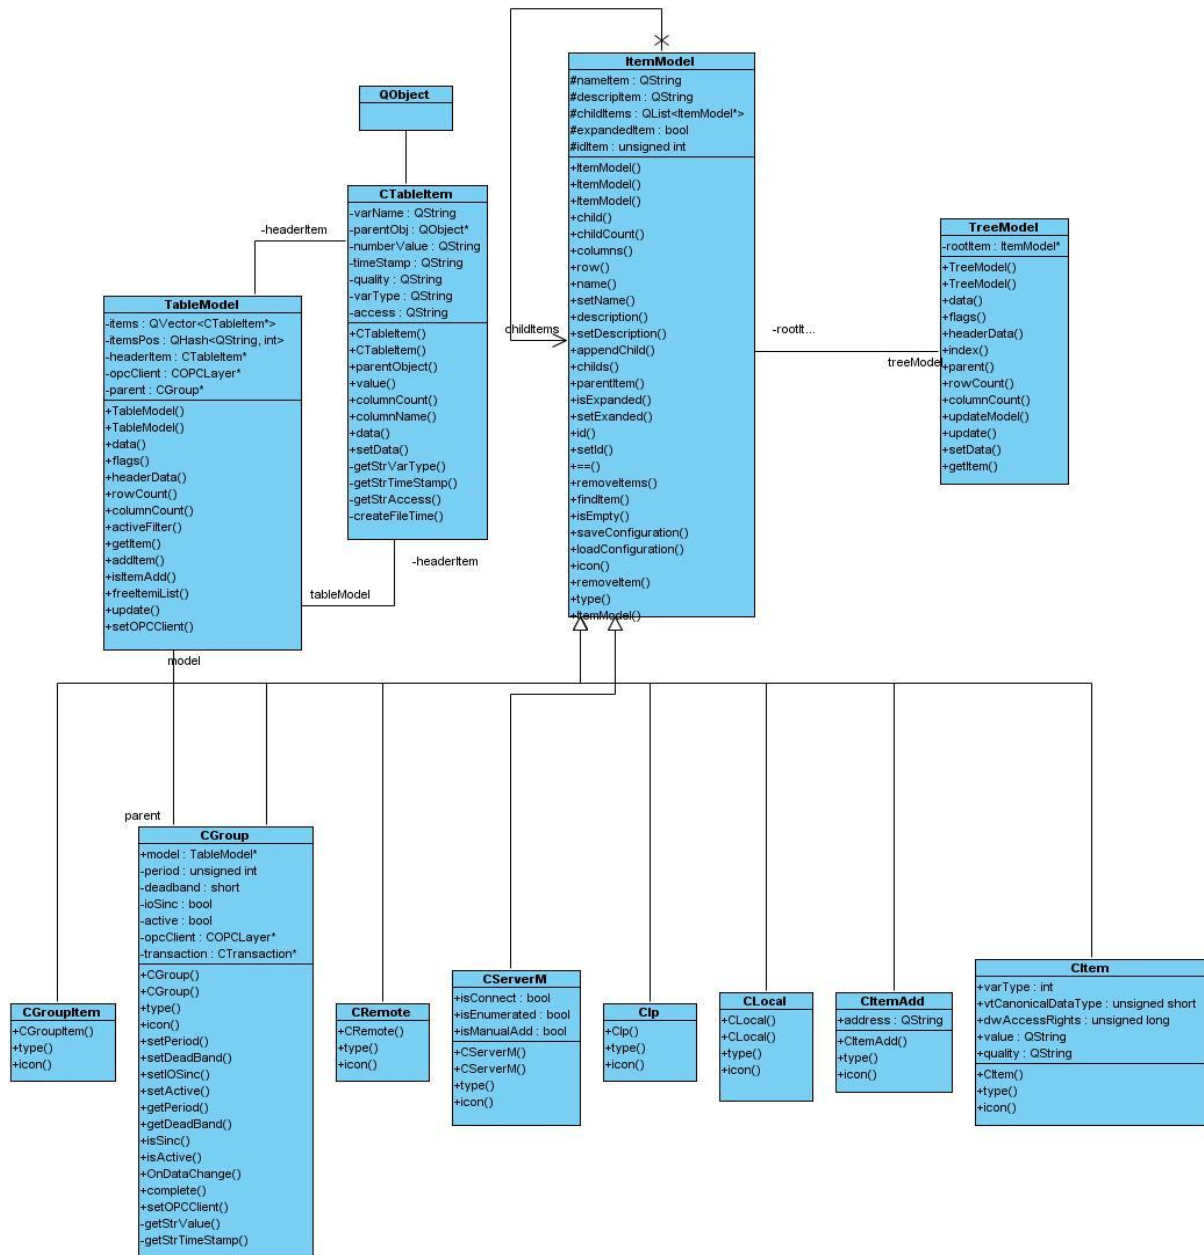 QObject
CTableItem
-varName : QString
-parentObj : QObject*
-numberValue : QString
-timeStamp : QString
-quality : QString
-varType : QString
-access : QString
+CTableItem()
+CTableItem()
+parentObject()
+value()
+columnCount()
+columnName()
+data()
+setData()
-getStrVarType()
-getStrTimeStamp()
-getStrAccess()
-createFileTime()
-headerItem
-headerItem
tableModel
TableModel
-items : QVector<CTableItem*>
-itemsPos : QHash<QString, int>
-headerItem : CTableItem*
-opcClient : COPCLayer*
-parent : CGroup*
+TableModel()
+TableModel()
+data()
+flags()
+headerData()
+rowCount()
+columnCount()
+activeFilter()
+getItem()
+addItem()
+isItemAdd()
+freeItemiList()
+update()
+setOPCClient()
model
parent
ItemModel
#nameItem : QString
#descripItem : QString
#childItems : QList<ItemModel*>
#expandedItem : bool
#idItem : unsigned int
+ItemModel()
+ItemModel()
+ItemModel()
+child()
+childCount()
+columns()
+row()
+name()
+setName()
+description()
+setDescription()
+appendChild()
+childs()
+parentItem()
+isExpanded()
+setExanded()
+id()
+setId()
+==()
+removeItems()
+findItem()
+isEmpty()
+saveConfiguration()
+loadConfiguration()
+icon()
+removeItem()
+type()
+ItemModel()
childItems
-rootIt...
treeModel
TreeModel
-rootItem : ItemModel*
+TreeModel()
+TreeModel()
+data()
+flags()
+headerData()
+index()
+parent()
+rowCount()
+columnCount()
+updateModel()
+update()
+setData()
+getItem()
CGroupItem
+CGroupItem()
+type()
+icon()
CGroup
+model : TableModel*
-period : unsigned int
-deadband : short
-ioSinc : bool
-active : bool
-opcClient : COPCLayer*
-transaction : CTransaction*
+CGroup()
+CGroup()
+type()
+icon()
+setPeriod()
+setDeadBand()
+setIOSinc()
+setActive()
+getPeriod()
+getDeadBand()
+isSinc()
+isActive()
+OnDataChange()
+complete()
+setOPCClient()
-getStrValue()
-getStrTimeStamp()
CRemote
+CRemote()
+type()
+icon()
CServerM
+isConnect : bool
+isEnumerated : bool
+isManualAdd : bool
+CServerM()
+CServerM()
+type()
+icon()
CIp
+CIp()
+type()
+icon()
CLocal
+CLocal()
+CLocal()
+type()
+icon()
CItemAdd
+address : QString
+CItemAdd()
+type()
+icon()
CItem
+varType : int
+vtCanonicalDataType : unsigned short
+dwAccessRights : unsigned long
+value : QString
+quality : QString
+CItem()
+type()
+icon()